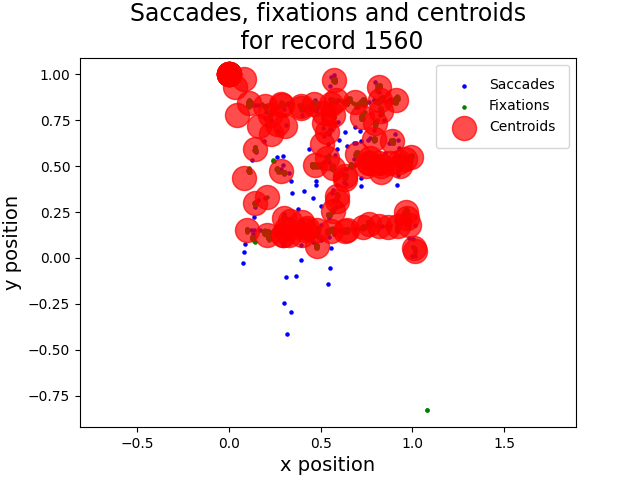 Saccades, fixations and centroids
for record 1560
Saccades
Fixations
Centroids
1.00
0.75
0.50
0.25
0.00
−0.25
−0.50
−0.75
y position
−0.5
0.0
0.5
1.0
1.5
x position